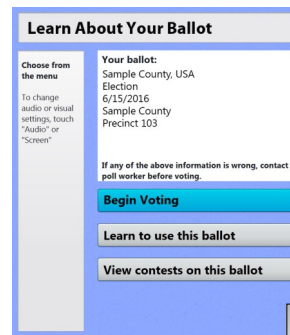 Learn About Your Ballot
Choose from
the menu
To change
audio or visual
settings, touch
"Audio" or
"Screen"
Your ballot:
Sample County, USA
Election
6/15/2016
Sample County
Precinct 103
If any of the above information is wrong, contact
poll worker before voting.
Begin Voting
Learn to use this ballot
View contests on this ballot